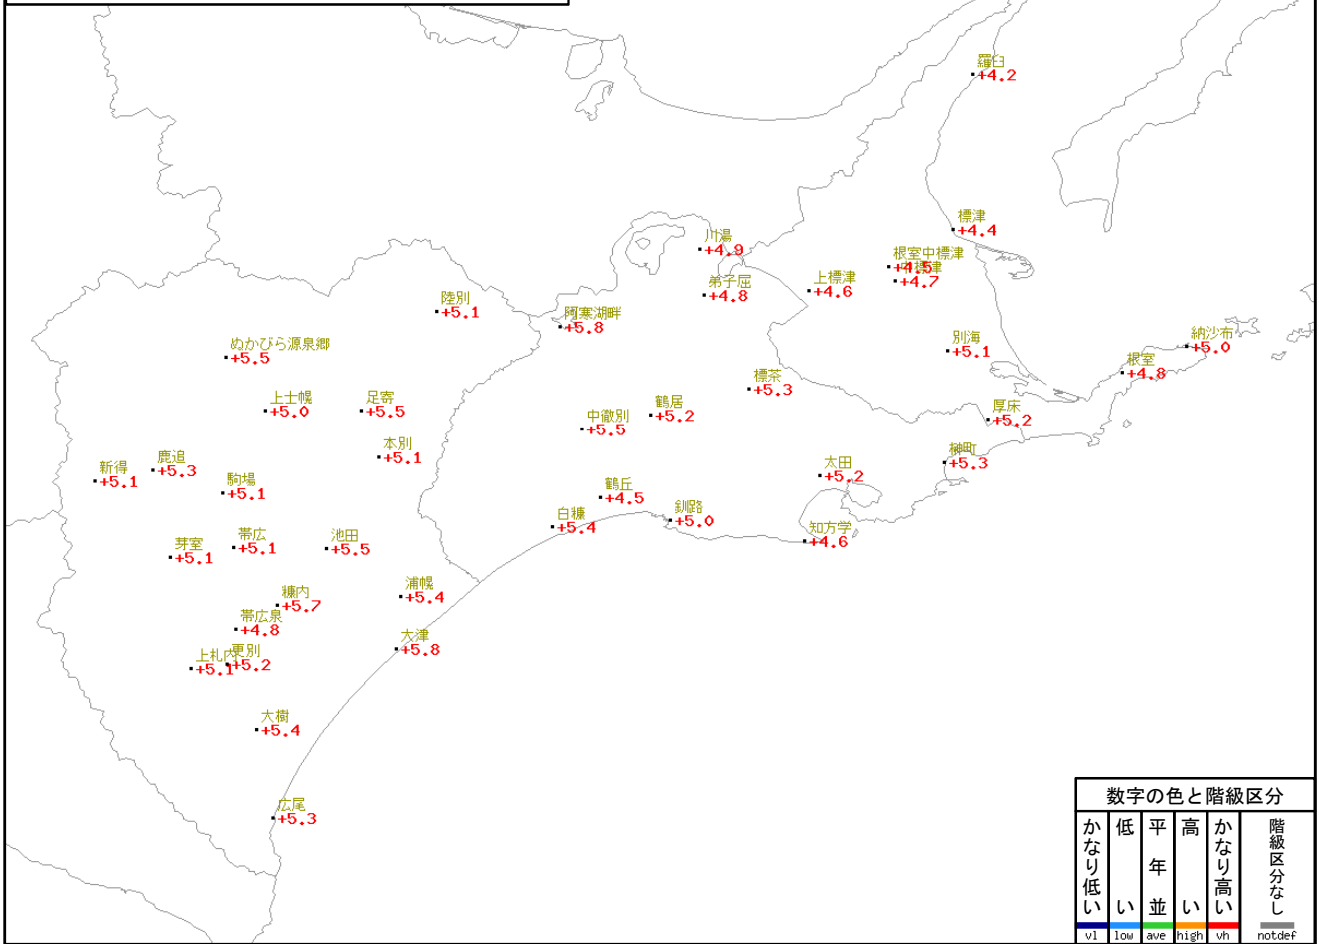 羅臼
+4.2
標津
+4.4
川湯
+4.9
根室中標津
+4.5
中標津
+4.7
弟子屈
+4.8
上標津
+4.6
陸別
+5.1
阿寒湖畔
+5.8
ぬかびら源泉郷
+5.5
別海
+5.1
納沙布
+5.0
根室
+4.8
標茶
+5.3
上士幌
+5.0
足寄
+5.5
鶴居
+5.2
中徹別
+5.5
厚床
+5.2
本別
+5.1
榊町
+5.3
新得
+5.1
鹿追
+5.3
駒場
+5.1
太田
+5.2
鶴丘
+4.5
白糠
+5.4
釧路
+5.0
知方学
+4.6
芽室
+5.1
帯広
+5.1
池田
+5.5
糠内
+5.7
浦幌
+5.4
帯広泉
+4.8
大津
+5.8
上札内
+5.1
更別
+5.2
大樹
+5.4
広尾
+5.3
数字の色と階級区分
かなり低い
低い
平年並
高い
かなり高い
階級区分なし
vl low ave high vh notdef